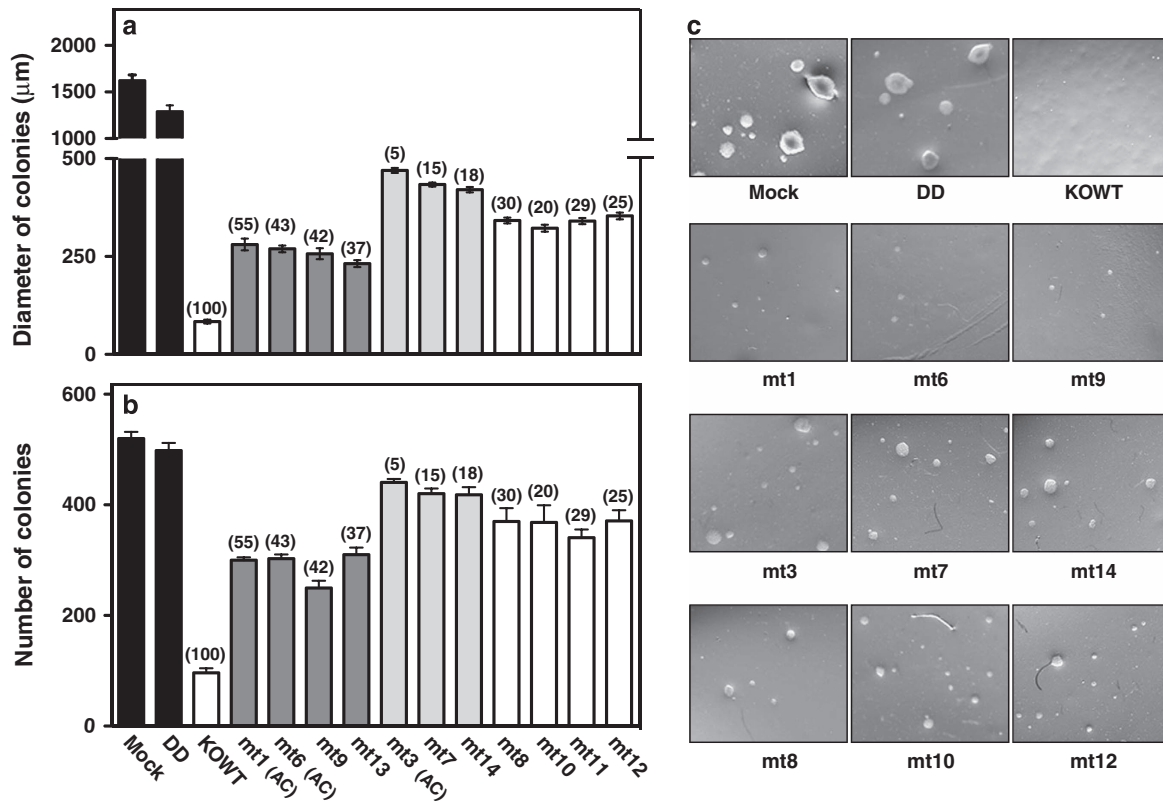 a
Diameter of colonies (μm)
2000
1500
1000
500
250
0
(100)
(55)
(43)
(42)
(37)
(5)
(15)
(18)
(30)
(20)
(29)
(25)
b
Number of colonies
600
400
200
0
(100)
(55)
(43)
(42)
(37)
(5)
(15)
(18)
(30)
(20)
(29)
(25)
Mock
DD
KOWT
mt1 (AC)
mt6 (AC)
mt9
mt13
mt3 (AC)
mt7
mt14
mt8
mt10
mt11
mt12
c
Mock
DD
KOWT
mt1
mt6
mt9
mt3
mt7
mt14
mt8
mt10
mt12